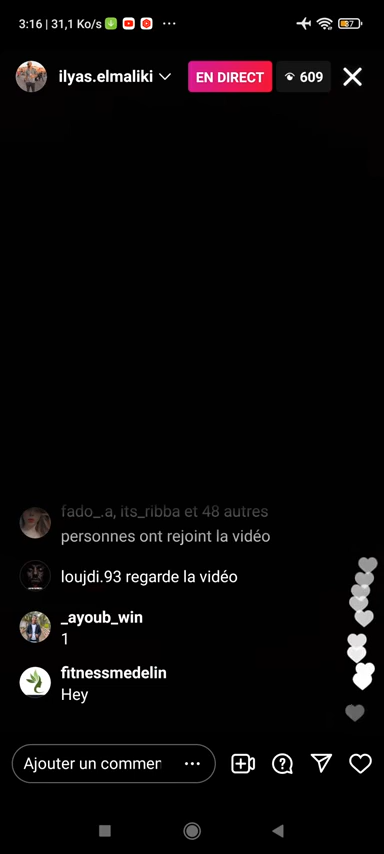 3:16 | 31,1 Ko/s
ilyas.elmaliki
EN DIRECT
609
fado_.a, its_ribba et 48 autres
personnes ont rejoint la vidéo
loujdi.93 regarde la vidéo
_ayoub_win
1
fitnessmedelin
Hey
Ajouter un commen